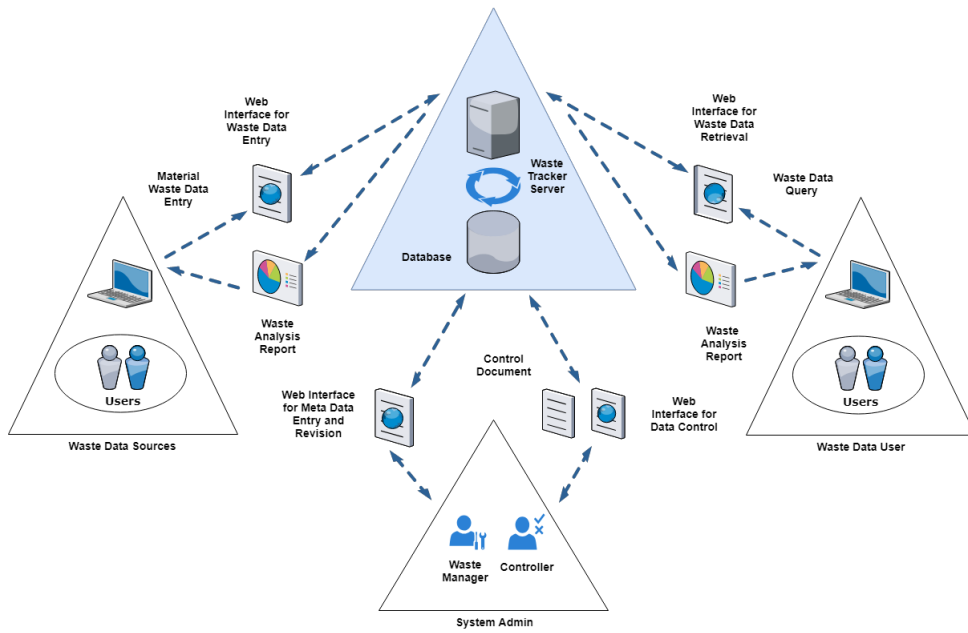 Web
Interface for
Waste Data
Entry
Material
Waste Data
Entry
Waste
Tracker
Server
Database
Web
Interface for
Waste Data
Retrieval
Waste Data
Query
Waste
Analysis
Report
Users
Waste Data Sources
Web Interface
for Meta Data
Entry and
Revision
Control
Document
Web
Interface for
Data Control
Waste
Analysis
Report
Users
Waste Data User
Waste
Manager
Controller
System Admin